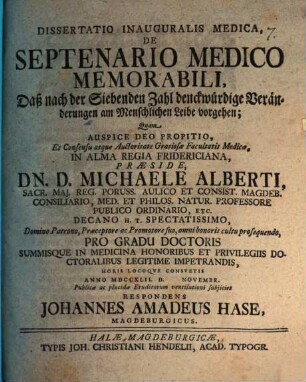 DISSERTATIO INAUGURALIS MEDICA,
7.
DE
SEPTENARIO MEDICO
MEMORABILI,
Daß nach der Siebenden Zahl denckwürdige Verän-
derungen am Menschlichen Leibe vorgehen;
Quam
AUSPICE DEO PROPITIO,
Ex Consensu atque Auctoritate Gratiosæ Facultatis Medicæ,
IN ALMA REGIA FRIDERICIANA,
PRÆSIDE,
DN. D. MICHAELE ALBERTI,
SACR. MAJ. REG. PORUSS. AULICO ET CONSIST. MAGDEB.
CONSILIARIO, MED. ET PHILOS. NATUR. PROFESSORE
PUBLICO ORDINARIO, ETC.
DECANO H. T. SPECTATISSIMO,
Domino Patrono, Præceptore ac Promotore suo, omni honoris cultu prosequendo,
PRO GRADU DOCTORIS
SUMMISQUE IN MEDICINA HONORIBUS ET PRIVILEGIIS DO-
CTORALIBUS LEGITIME IMPETRANDIS,
HORIS LOCOQUE CONSUETIS
ANNO MDCCXLII. D. NOVEMBR.
Publicæ ac placidæ Eruditorum ventilationi subjiciet
RESPONDENS
JOHANNES AMADEUS HASE,
MAGDEBURGICUS.
HALÆ MAGDEBURGICÆ,
TYPIS JOH. CHRISTIANI HENDELII, ACAD. TYPOGR.